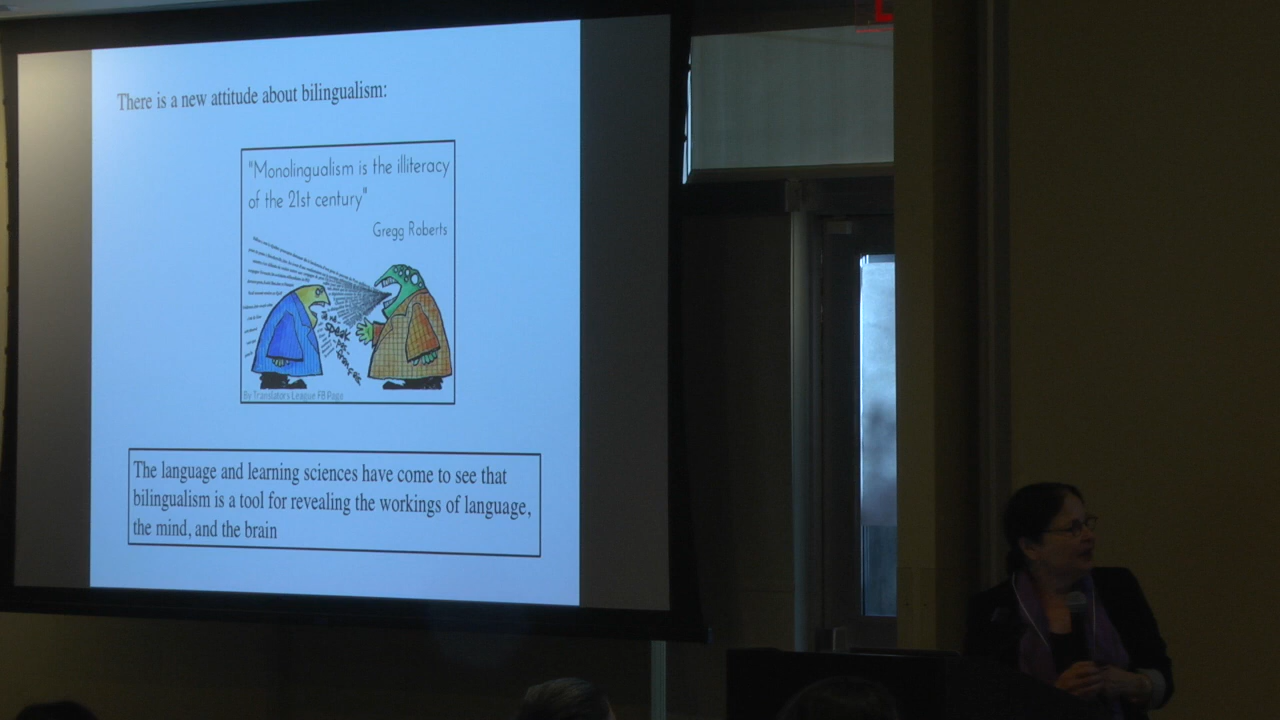 There is a new attitude about bilingualism:
"Monolingualism is the illiteracy
of the 21st century"
Gregg Roberts
speak
By Translators League FB Page
The language and learning sciences have come to see that
bilingualism is a tool for revealing the workings of language,
the mind, and the brain